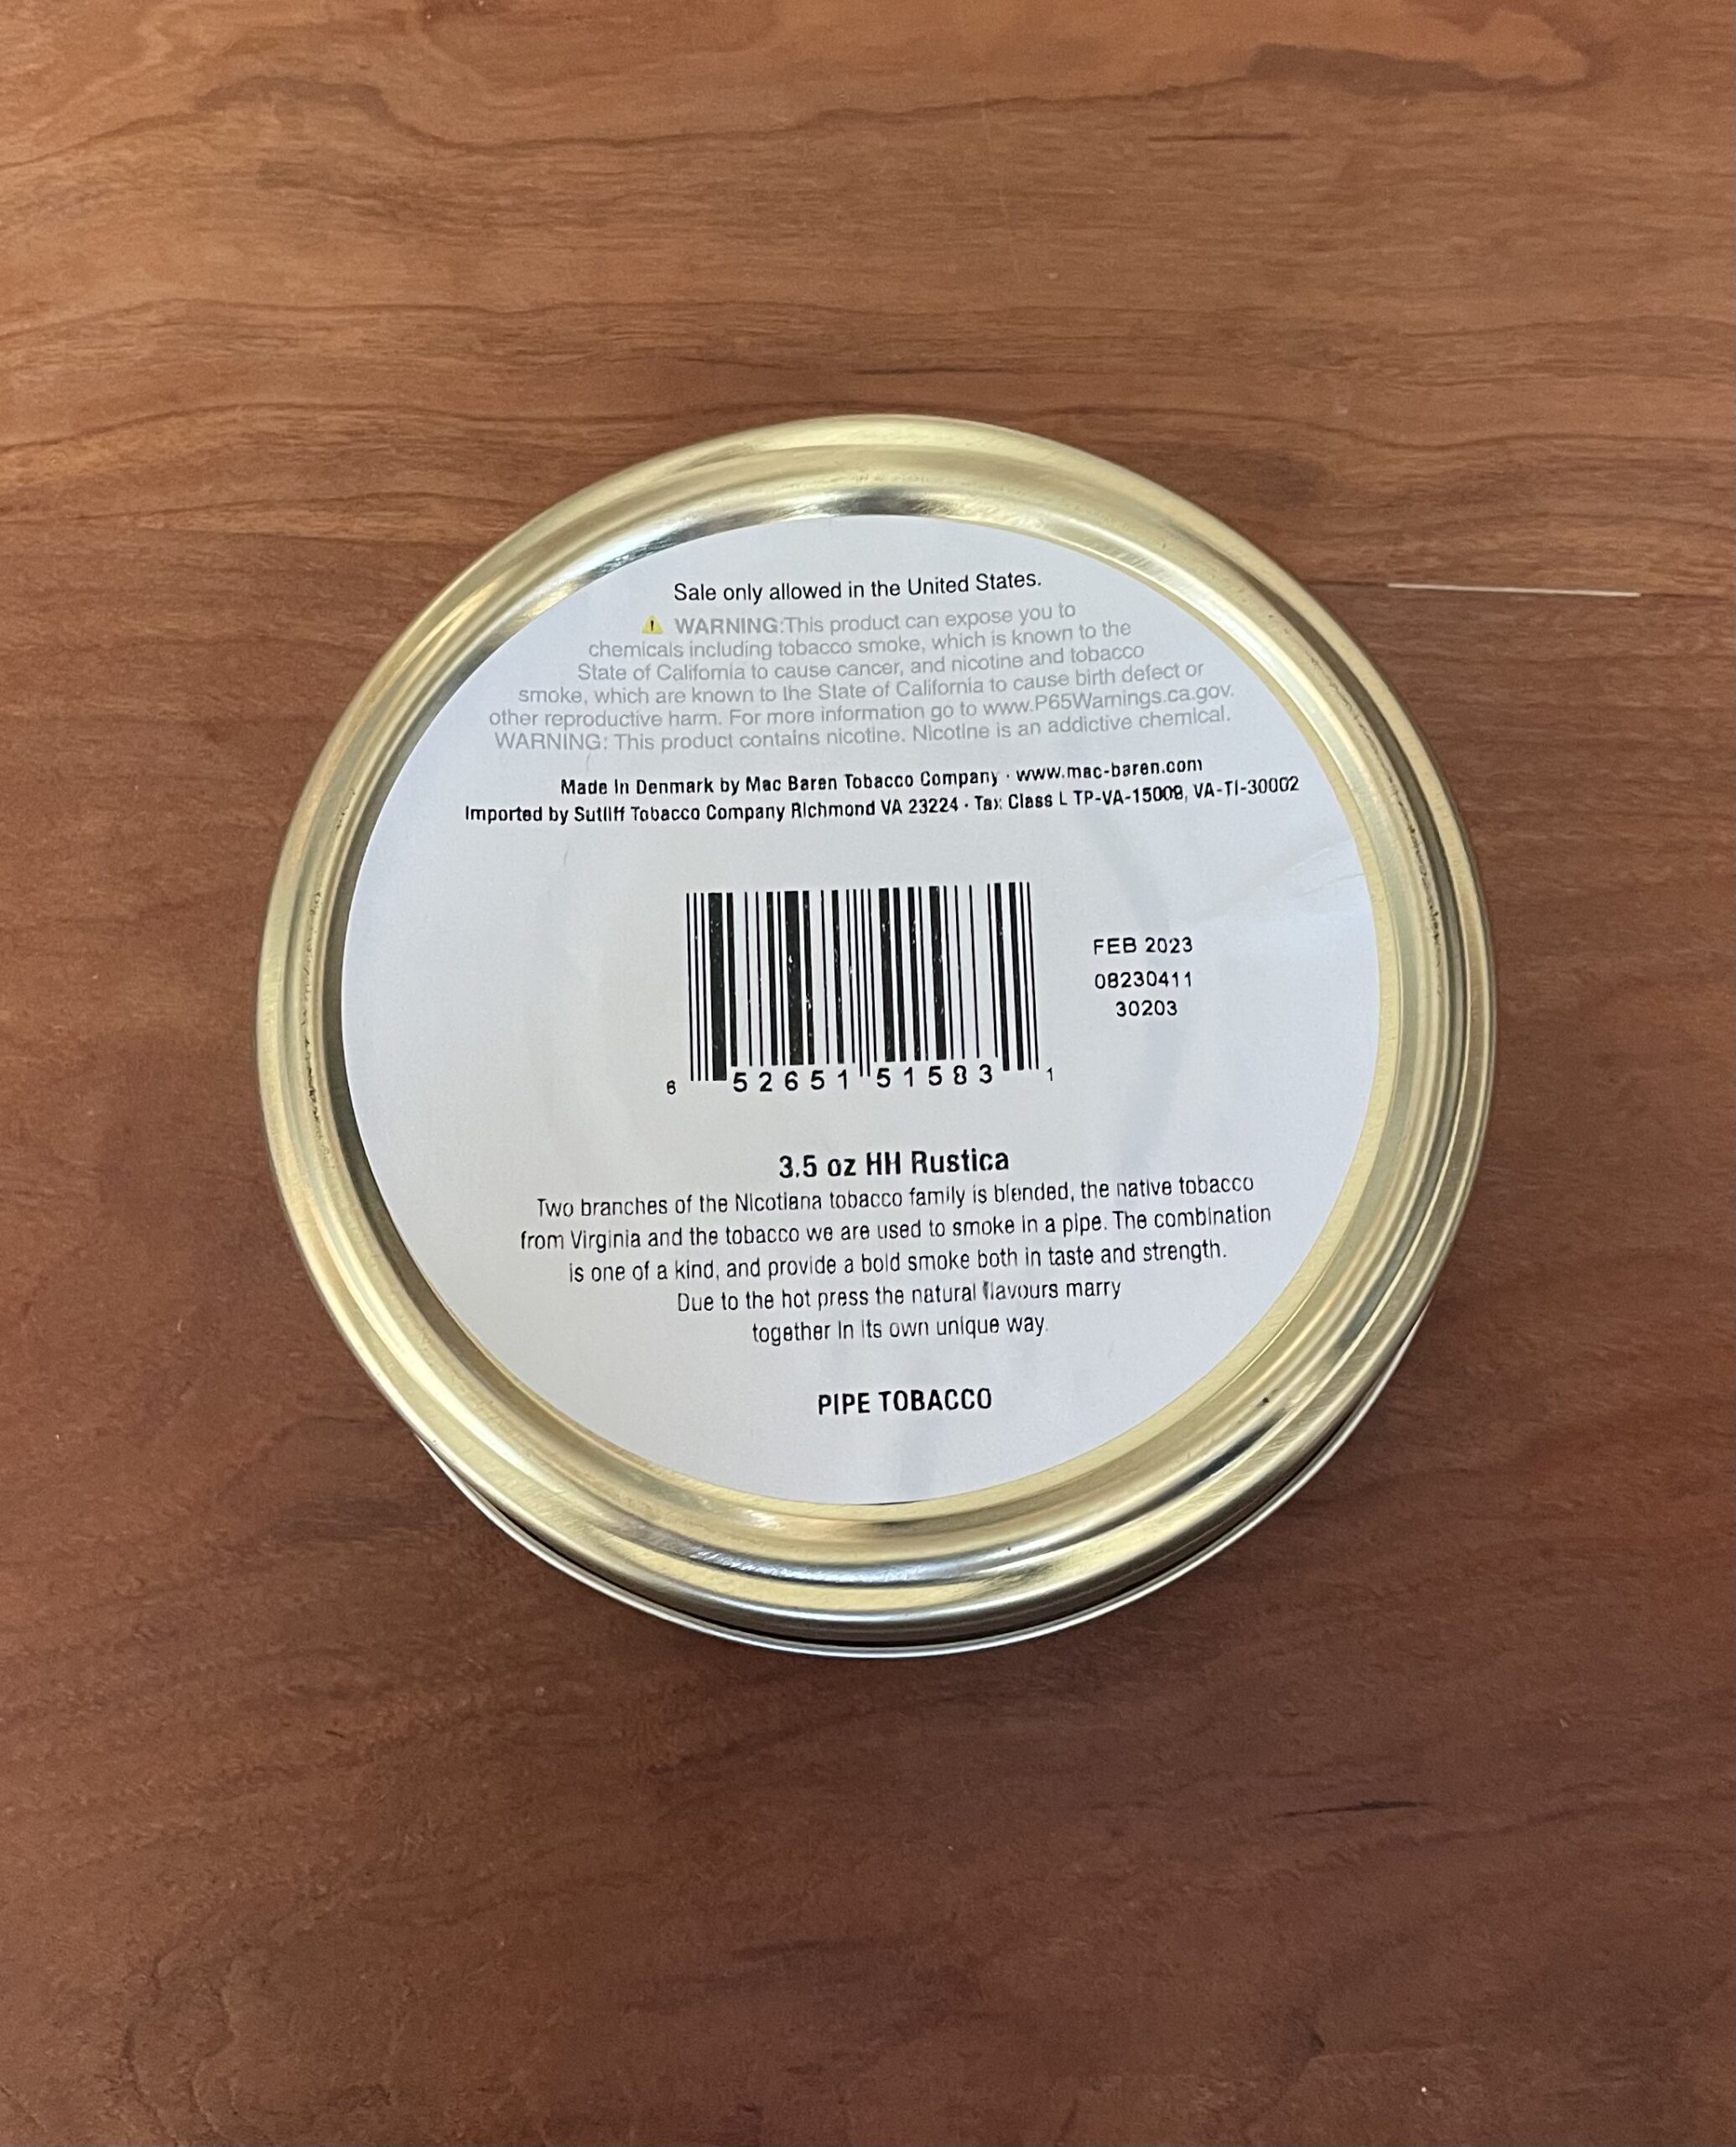 Sale only allowed in the United States.
⚠ WARNING:This product can expose you to
chemicals including tobacco smoke, which is known to the
State of California to cause cancer, and nicotine and tobacco
smoke, which are known to the State of California to cause birth defect or
other reproductive harm. For more information go to www.P65Warnings.ca.gov.
WARNING: This product contains nicotine. Nicotine is an addictive chemical.
Made In Denmark by Mac Baren Tobacco Company · www.mac-baren.com
Imported by Sutliff Tobacco Company Richmond VA 23224 · Tax Class L TP-VA-15009, VA-TI-30002
FEB 2023
08230411
30203
6 52651 51583 1
3.5 oz HH Rustica
Two branches of the Nicotiana tobacco family is blended, the native tobacco
from Virginia and the tobacco we are used to smoke in a pipe. The combination
is one of a kind, and provide a bold smoke both in taste and strength.
Due to the hot press the natural flavours marry
together in its own unique way.
PIPE TOBACCO